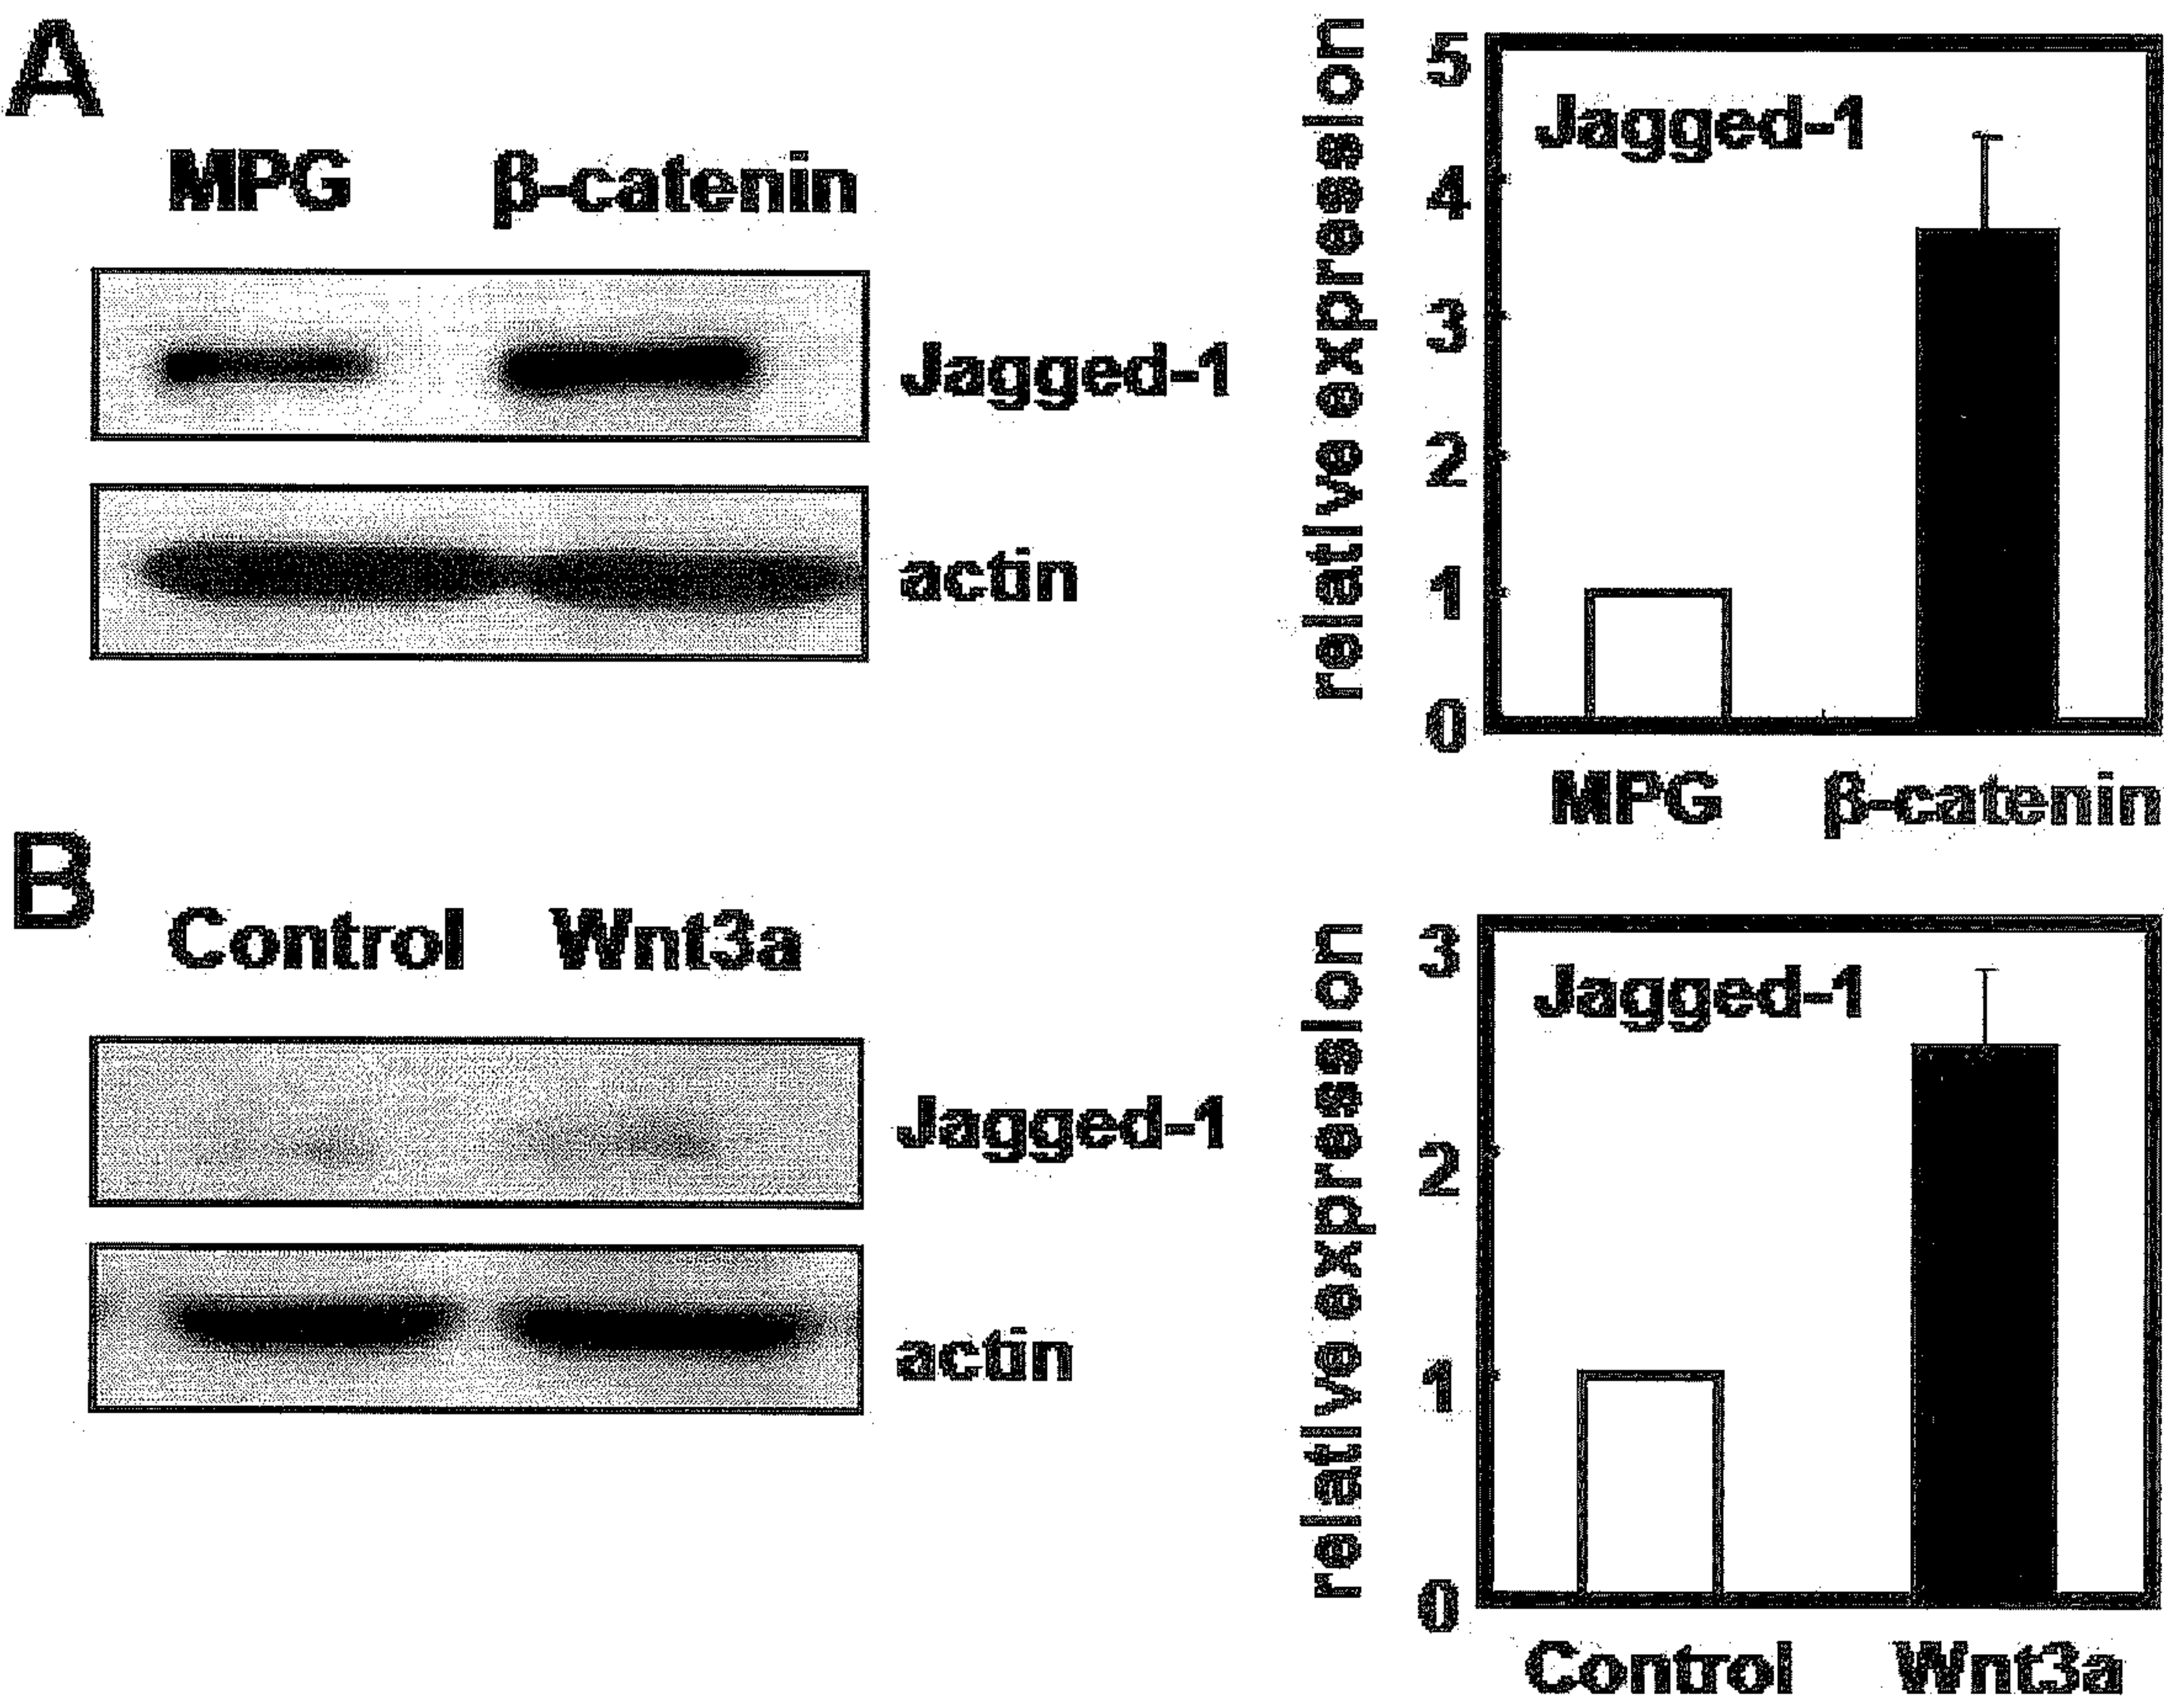 A
MPG β-catenin
Jagged-1
actin
relative expression
5
4
3
2
1
0
Jagged-1
MPG β-catenin
B
Control Wnt3a
Jagged-1
actin
relative expression
3
2
1
0
Jagged-1
Control Wnt3a